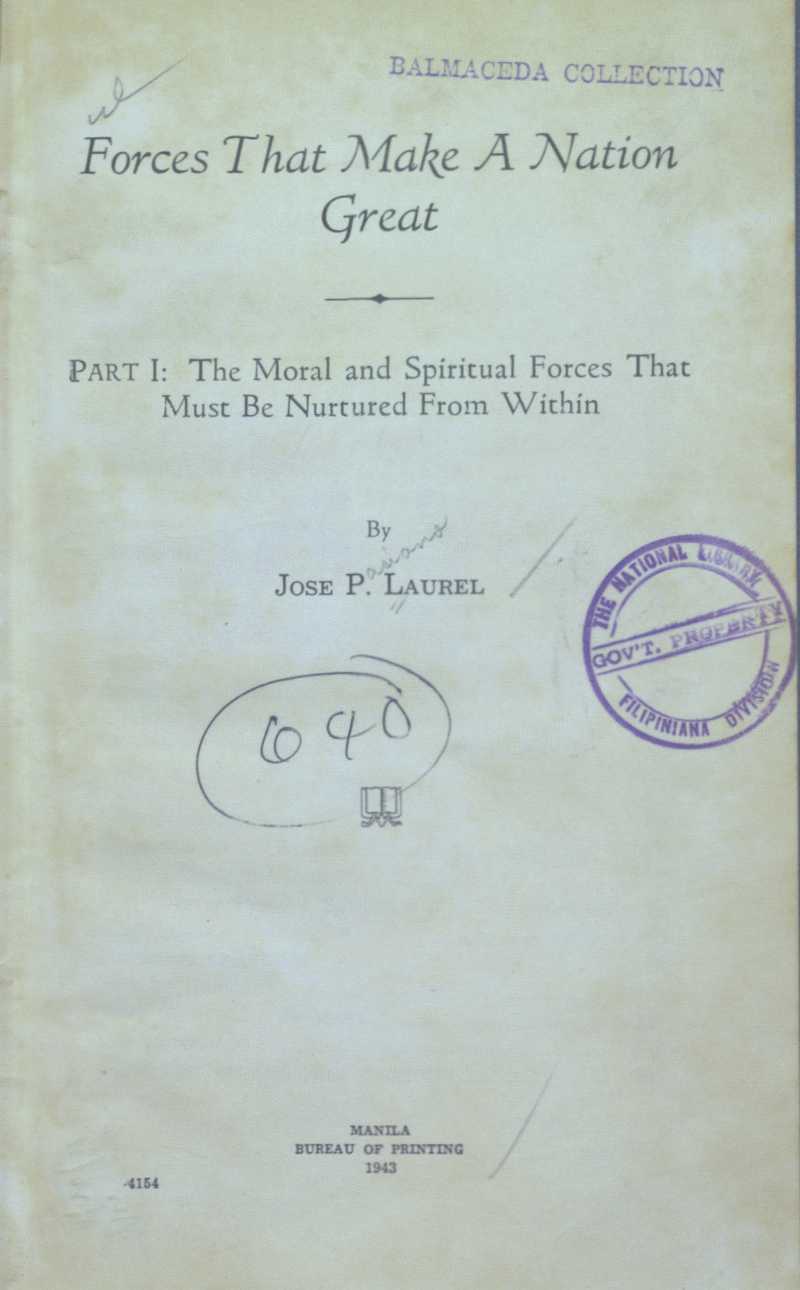 BALMACEDA COLLECTION
Forces That Make A Nation
Great
PART I: The Moral and Spiritual Forces That
Must Be Nurtured From Within
By
aciano
JOSE P. LAUREL
THE NATIONAL LIBRARY
GOV'T. PROPERTY
FILIPINIANA DIVISION
640
MANILA
BUREAU OF PRINTING
1943
4154